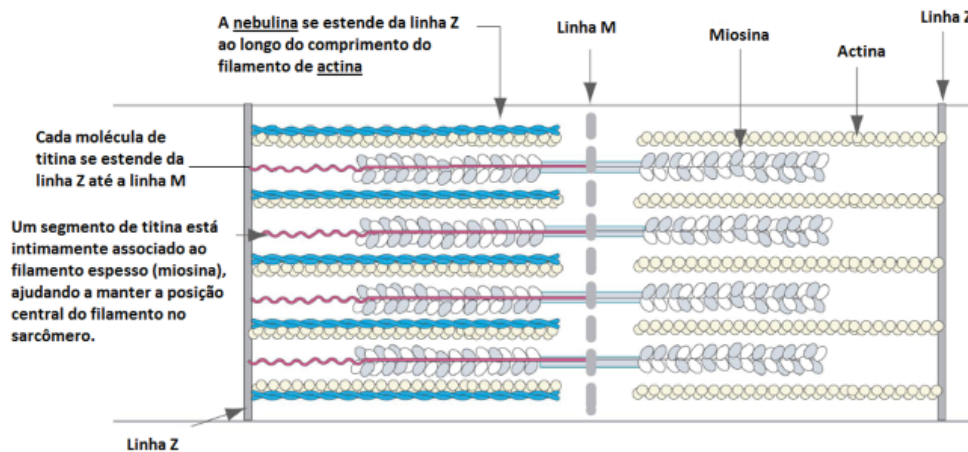 A nebulina se estende da linha Z
ao longo do comprimento do
filamento de actina
Linha M
Miosina
Actina
Linha Z
Cada molécula de
titina se estende da
linha Z até a linha M
Um segmento de titina está
intimamente associado ao
filamento espesso (miosina),
ajudando a manter a posição
central do filamento no
sarcômero.
Linha Z